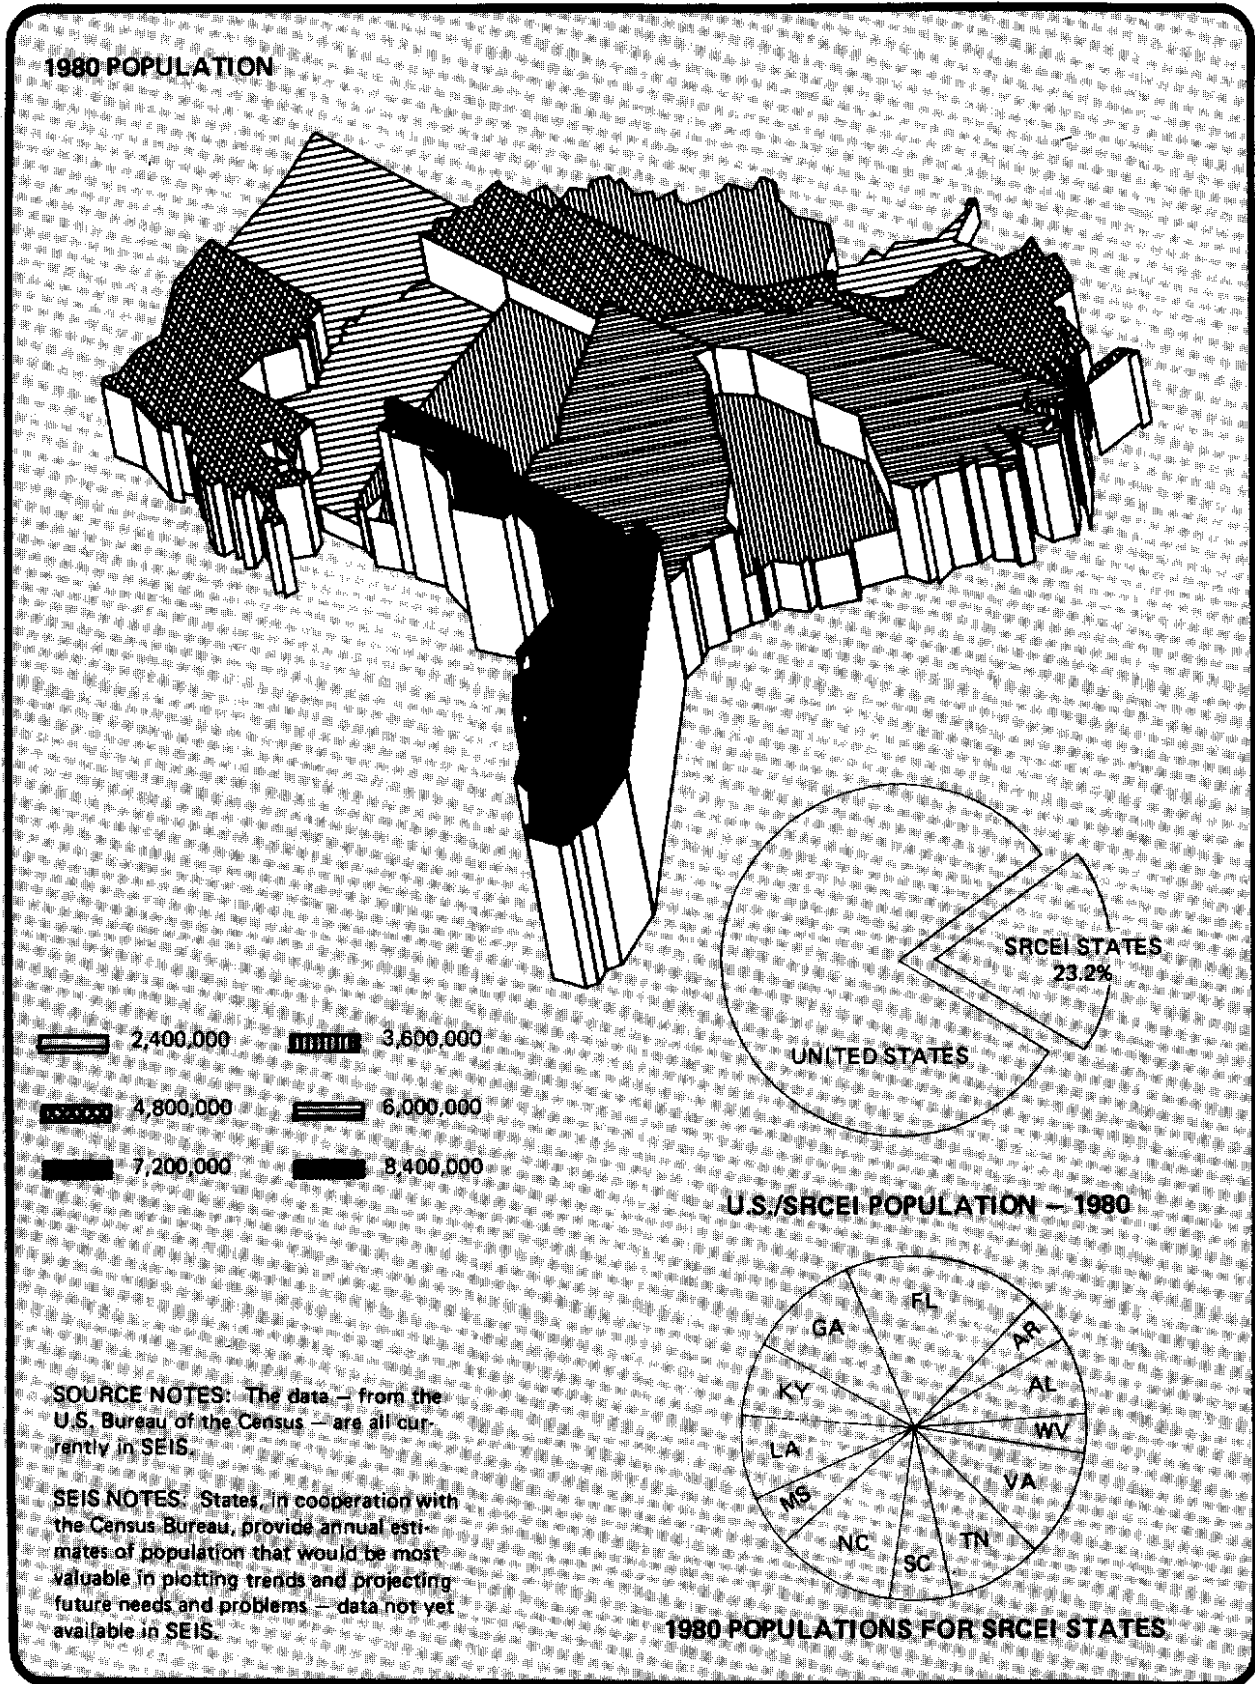 1980 POPULATION
SRCEI STATES
23.2%
UNITED STATES
2,400,000
3,600,000
4,800,000
6,000,000
7,200,000
8,400,000
U.S./SRCEI POPULATION — 1980
FL
GA
AR
KY
AL
WV
LA
VA
MS
NC
TN
SC
SOURCE NOTES: The data — from the
U.S. Bureau of the Census — are all cur-
rently in SEIS.
SEIS NOTES: States, in cooperation with
the Census Bureau, provide annual esti-
mates of population that would be most
valuable in plotting trends and projecting
future needs and problems — data not yet
available in SEIS.
1980 POPULATIONS FOR SRCEI STATES